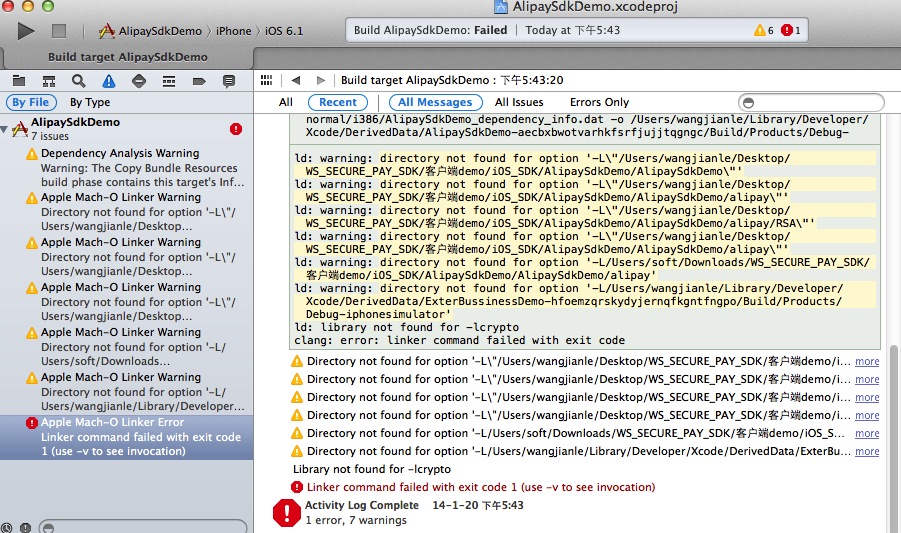 AlipaySdkDemo.xcodeproj
AlipaySdkDemo 〉 iPhone 〉 iOS 6.1
Build AlipaySdkDemo: Failed | Today at 下午5:43
6 1
Build target AlipaySdkDemo
Build target AlipaySdkDemo : 下午5:43:20
By File By Type
All Recent All Messages All Issues Errors Only
AlipaySdkDemo
7 issues
Dependency Analysis Warning
Warning: The Copy Bundle Resources
build phase contains this target's Inf...
Apple Mach-O Linker Warning
Directory not found for option '-L\"/
Users/wangjianle/Desktop...
Apple Mach-O Linker Warning
Directory not found for option '-L\"/
Users/wangjianle/Desktop...
Apple Mach-O Linker Warning
Directory not found for option '-L\"/
Users/wangjianle/Desktop...
Apple Mach-O Linker Warning
Directory not found for option '-L/
Users/soft/Downloads...
Apple Mach-O Linker Warning
Directory not found for option '-L/
Users/wangjianle/Library/Developer...
Apple Mach-O Linker Error
Linker command failed with exit code
1 (use -v to see invocation)
normal/i386/AlipaySdkDemo_dependency_info.dat -o /Users/wangjianle/Library/Developer/
Xcode/DerivedData/AlipaySdkDemo-aecbxbwotvarhkfsrfjujjtqgngc/Build/Products/Debug-
ld: warning: directory not found for option '-L\"/Users/wangjianle/Desktop/
WS_SECURE_PAY_SDK/客户端demo/iOS_SDK/AlipaySdkDemo/AlipaySdkDemo\"'
ld: warning: directory not found for option '-L\"/Users/wangjianle/Desktop/
WS_SECURE_PAY_SDK/客户端demo/iOS_SDK/AlipaySdkDemo/AlipaySdkDemo/alipay\"'
ld: warning: directory not found for option '-L\"/Users/wangjianle/Desktop/
WS_SECURE_PAY_SDK/客户端demo/iOS_SDK/AlipaySdkDemo/AlipaySdkDemo/alipay/RSA\"'
ld: warning: directory not found for option '-L\"/Users/wangjianle/Desktop/
WS_SECURE_PAY_SDK/客户端demo/iOS_SDK/AlipaySdkDemo/AlipaySdkDemo/alipay\"'
ld: warning: directory not found for option '-L/Users/soft/Downloads/WS_SECURE_PAY_SDK/
客户端demo/iOS_SDK/AlipaySdkDemo/AlipaySdkDemo/alipay'
ld: warning: directory not found for option '-L/Users/wangjianle/Library/Developer/
Xcode/DerivedData/ExterBussinessDemo-hfoemzqrskydyjernqfkgntfngpo/Build/Products/
Debug-iphonesimulator'
ld: library not found for -lcrypto
clang: error: linker command failed with exit code
Directory not found for option '-L\"/Users/wangjianle/Desktop/WS_SECURE_PAY_SDK/客户端demo/i... more
Directory not found for option '-L\"/Users/wangjianle/Desktop/WS_SECURE_PAY_SDK/客户端demo/i... more
Directory not found for option '-L\"/Users/wangjianle/Desktop/WS_SECURE_PAY_SDK/客户端demo/i... more
Directory not found for option '-L\"/Users/wangjianle/Desktop/WS_SECURE_PAY_SDK/客户端demo/i... more
Directory not found for option '-L/Users/soft/Downloads/WS_SECURE_PAY_SDK/客户端demo/iOS_S... more
Directory not found for option '-L/Users/wangjianle/Library/Developer/Xcode/DerivedData/ExterBu... more
Library not found for -lcrypto
Linker command failed with exit code 1 (use -v to see invocation)
Activity Log Complete 14-1-20 下午5:43
1 error, 7 warnings